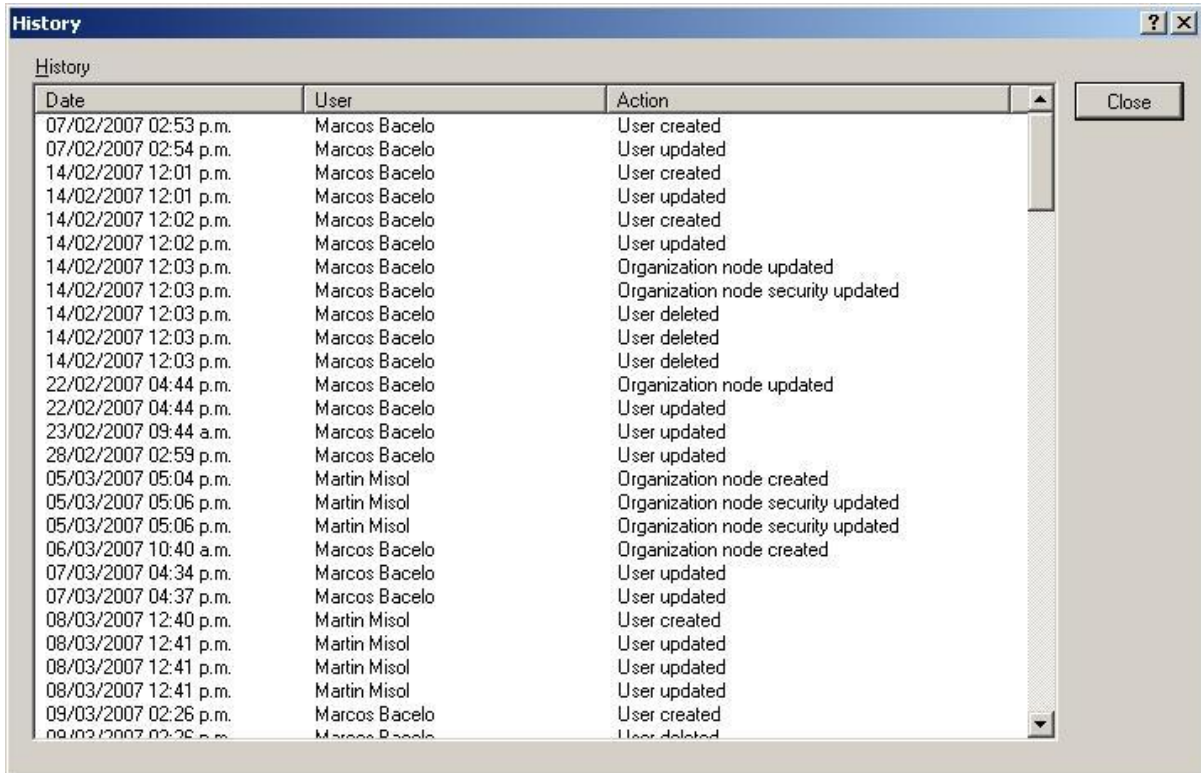 History
History
Close
Date User Action
07/02/2007 02:53 p.m. Marcos Bacelo User created
07/02/2007 02:54 p.m. Marcos Bacelo User updated
14/02/2007 12:01 p.m. Marcos Bacelo User created
14/02/2007 12:01 p.m. Marcos Bacelo User updated
14/02/2007 12:02 p.m. Marcos Bacelo User created
14/02/2007 12:02 p.m. Marcos Bacelo User updated
14/02/2007 12:03 p.m. Marcos Bacelo Organization node updated
14/02/2007 12:03 p.m. Marcos Bacelo Organization node security updated
14/02/2007 12:03 p.m. Marcos Bacelo User deleted
14/02/2007 12:03 p.m. Marcos Bacelo User deleted
14/02/2007 12:03 p.m. Marcos Bacelo User deleted
22/02/2007 04:44 p.m. Marcos Bacelo Organization node updated
22/02/2007 04:44 p.m. Marcos Bacelo User updated
23/02/2007 09:44 a.m. Marcos Bacelo User updated
28/02/2007 02:59 p.m. Marcos Bacelo User updated
05/03/2007 05:04 p.m. Martin Misol Organization node created
05/03/2007 05:06 p.m. Martin Misol Organization node security updated
05/03/2007 05:06 p.m. Martin Misol Organization node security updated
06/03/2007 10:40 a.m. Marcos Bacelo Organization node created
07/03/2007 04:34 p.m. Marcos Bacelo User updated
07/03/2007 04:37 p.m. Marcos Bacelo User updated
08/03/2007 12:40 p.m. Martin Misol User created
08/03/2007 12:41 p.m. Martin Misol User updated
08/03/2007 12:41 p.m. Martin Misol User updated
08/03/2007 12:41 p.m. Martin Misol User updated
09/03/2007 02:26 p.m. Marcos Bacelo User created
09/03/2007 02:26 p.m. Marcos Bacelo User deleted